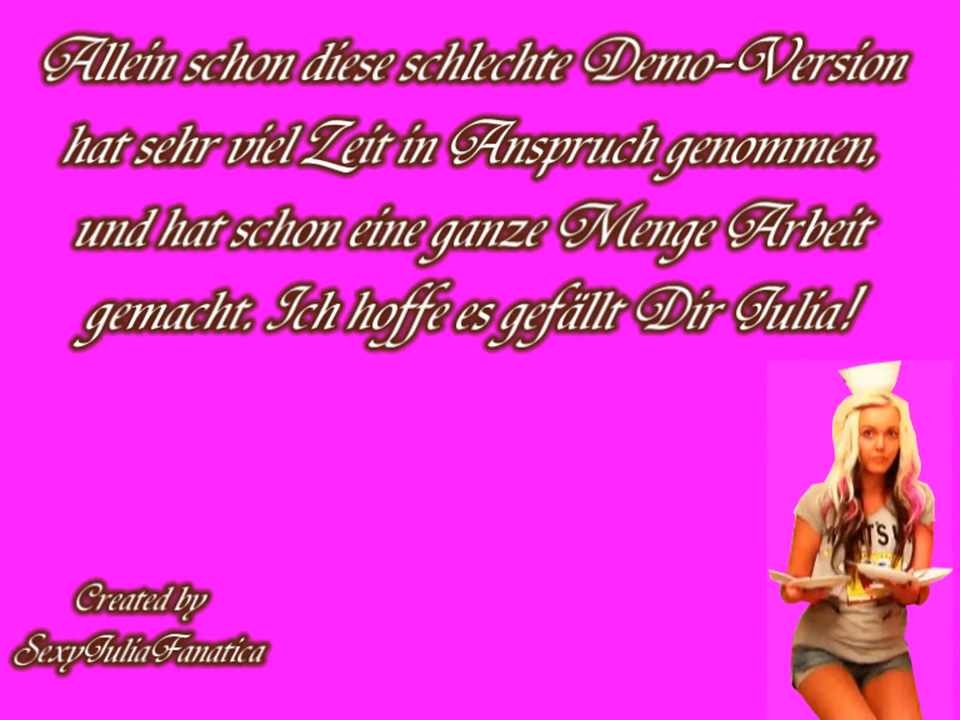 Allein schon diese schlechte Demo-Version
hat sehr viel Zeit in Anspruch genommen,
und hat schon eine ganze Menge Arbeit
gemacht. Ich hoffe es gefällt Dir Julia!
Created by
SexyJuliaFanatica